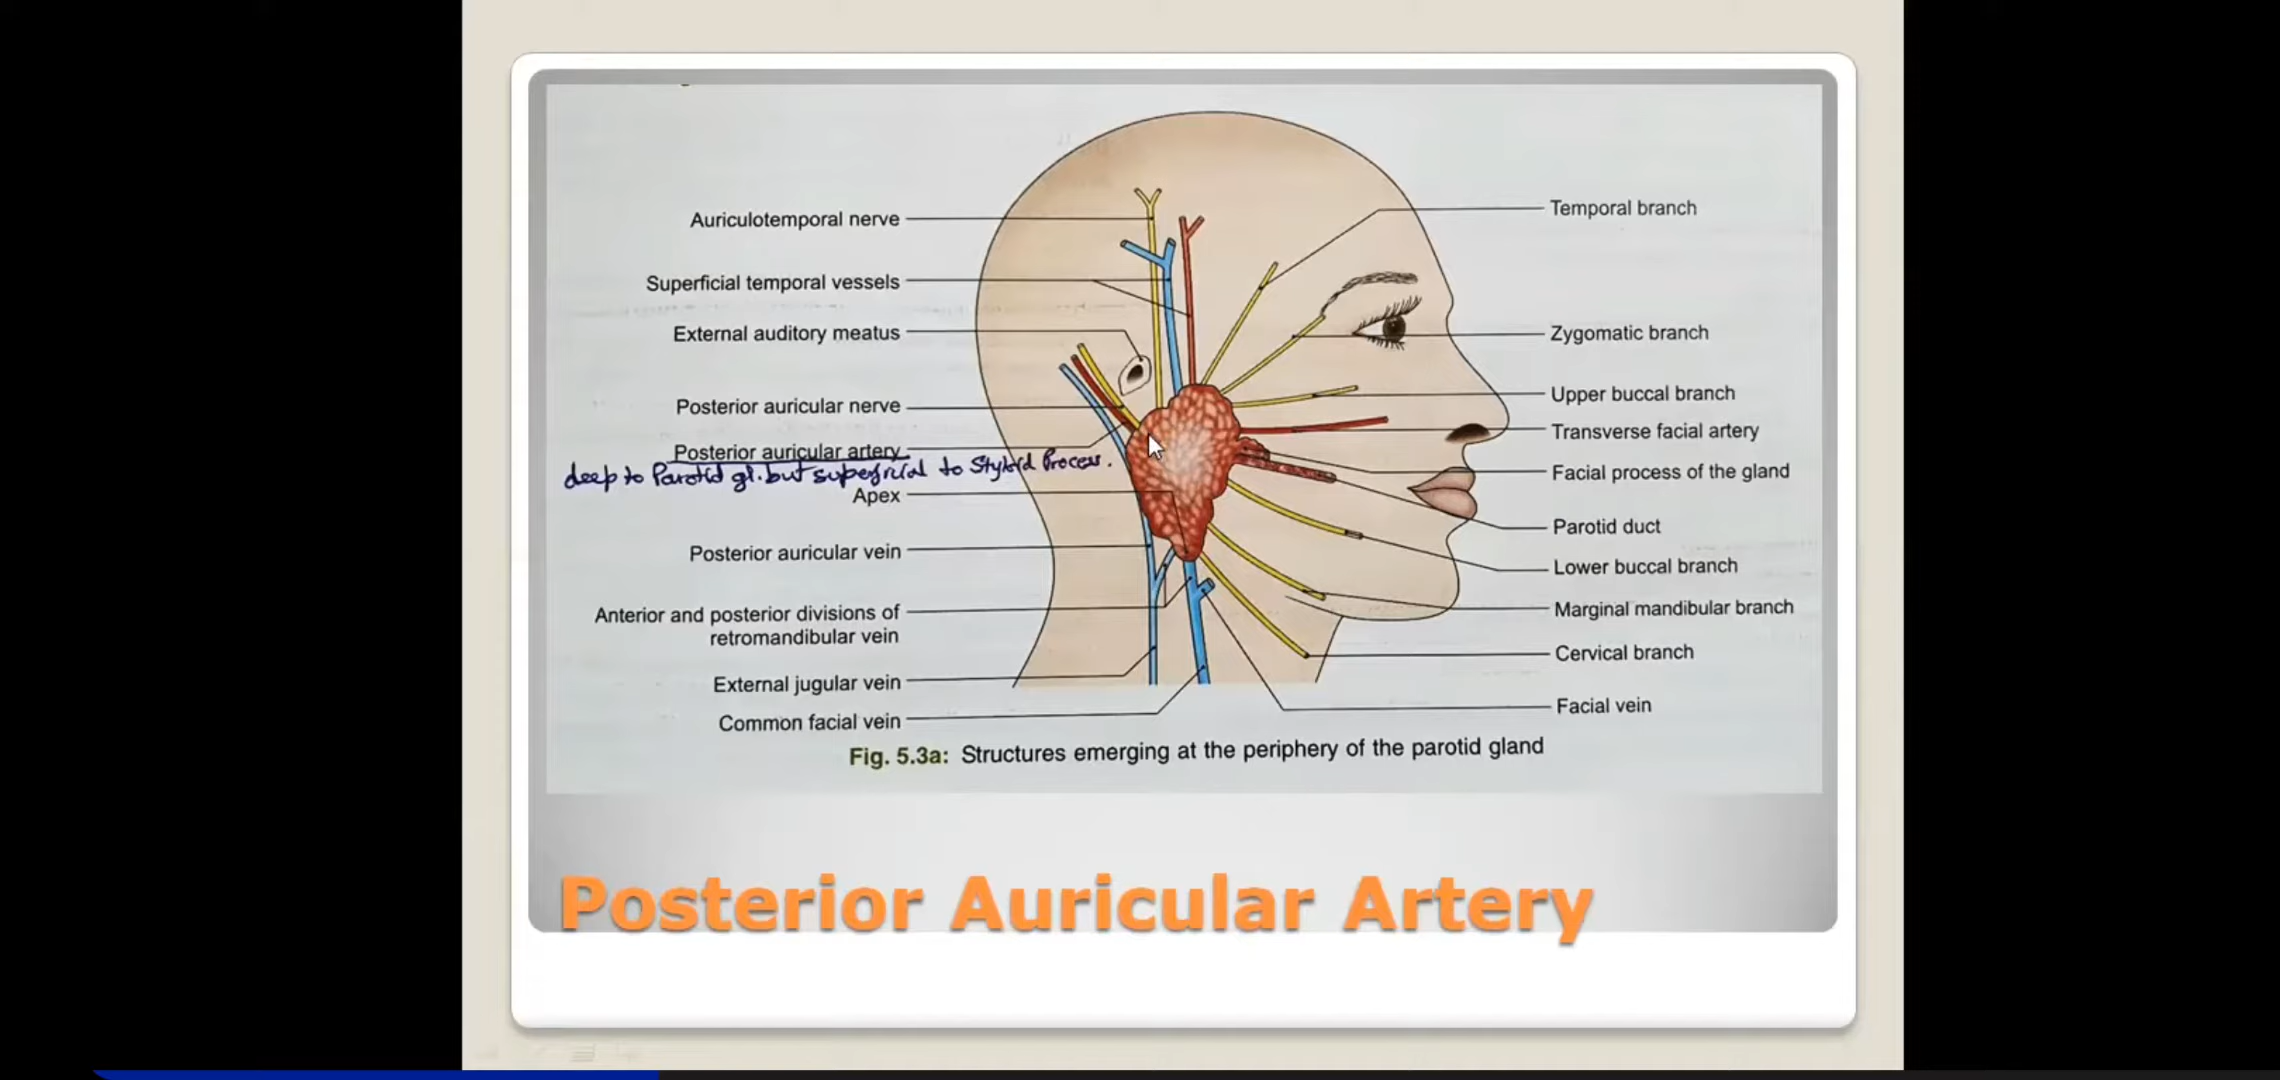 Auriculotemporal nerve
Superficial temporal vessels
External auditory meatus
Posterior auricular nerve
Posterior auricular artery
deep to Parotid gl. but superficial to Styloid Process.
Apex
Posterior auricular vein
Anterior and posterior divisions of
retromandibular vein
External jugular vein
Common facial vein
Temporal branch
Zygomatic branch
Upper buccal branch
Transverse facial artery
Facial process of the gland
Parotid duct
Lower buccal branch
Marginal mandibular branch
Cervical branch
Facial vein
Fig. 5.3a: Structures emerging at the periphery of the parotid gland
Posterior Auricular Artery